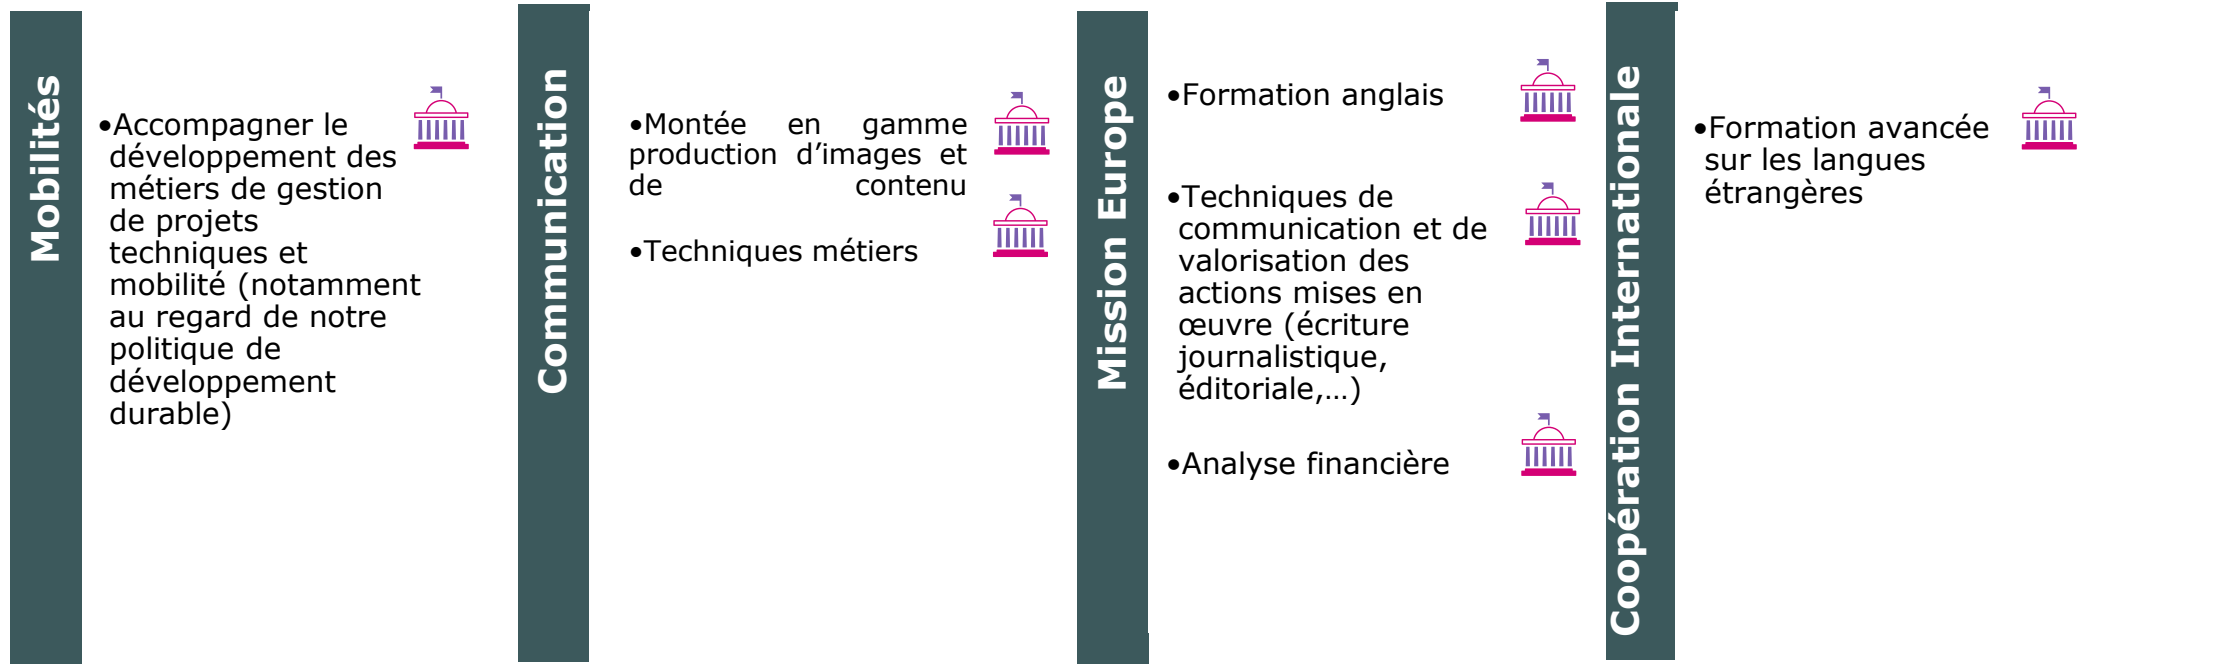 Mobilités
•Accompagner le
développement des
métiers de gestion
de projets
techniques et
mobilité (notamment
au regard de notre
politique de
développement
durable)
Communication
•Montée en gamme
production d’images et
de contenu
•Techniques métiers
Mission Europe
•Formation anglais
•Techniques de
communication et de
valorisation des
actions mises en
œuvre (écriture
journalistique,
éditoriale,…)
•Analyse financière
Coopération Internationale
•Formation avancée
sur les langues
étrangères